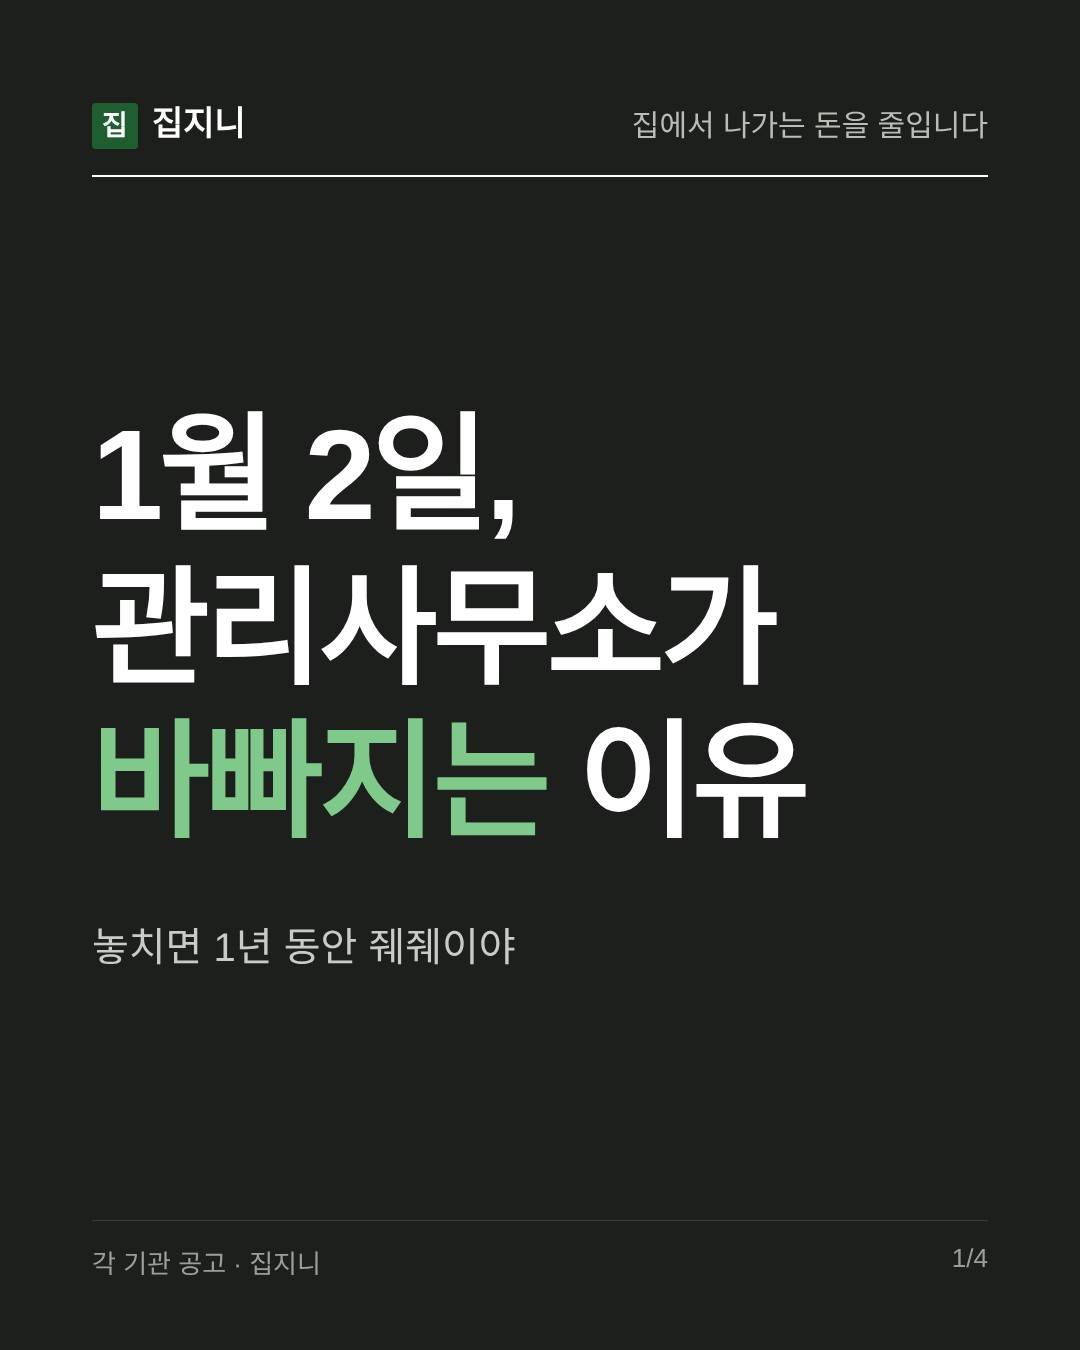 집 집지니
집에서 나가는 돈을 줄입니다
1월 2일,
관리사무소가
바빠지는 이유
놓치면 1년 동안 줴줴이야
각 기관 공고 · 집지니
1/4